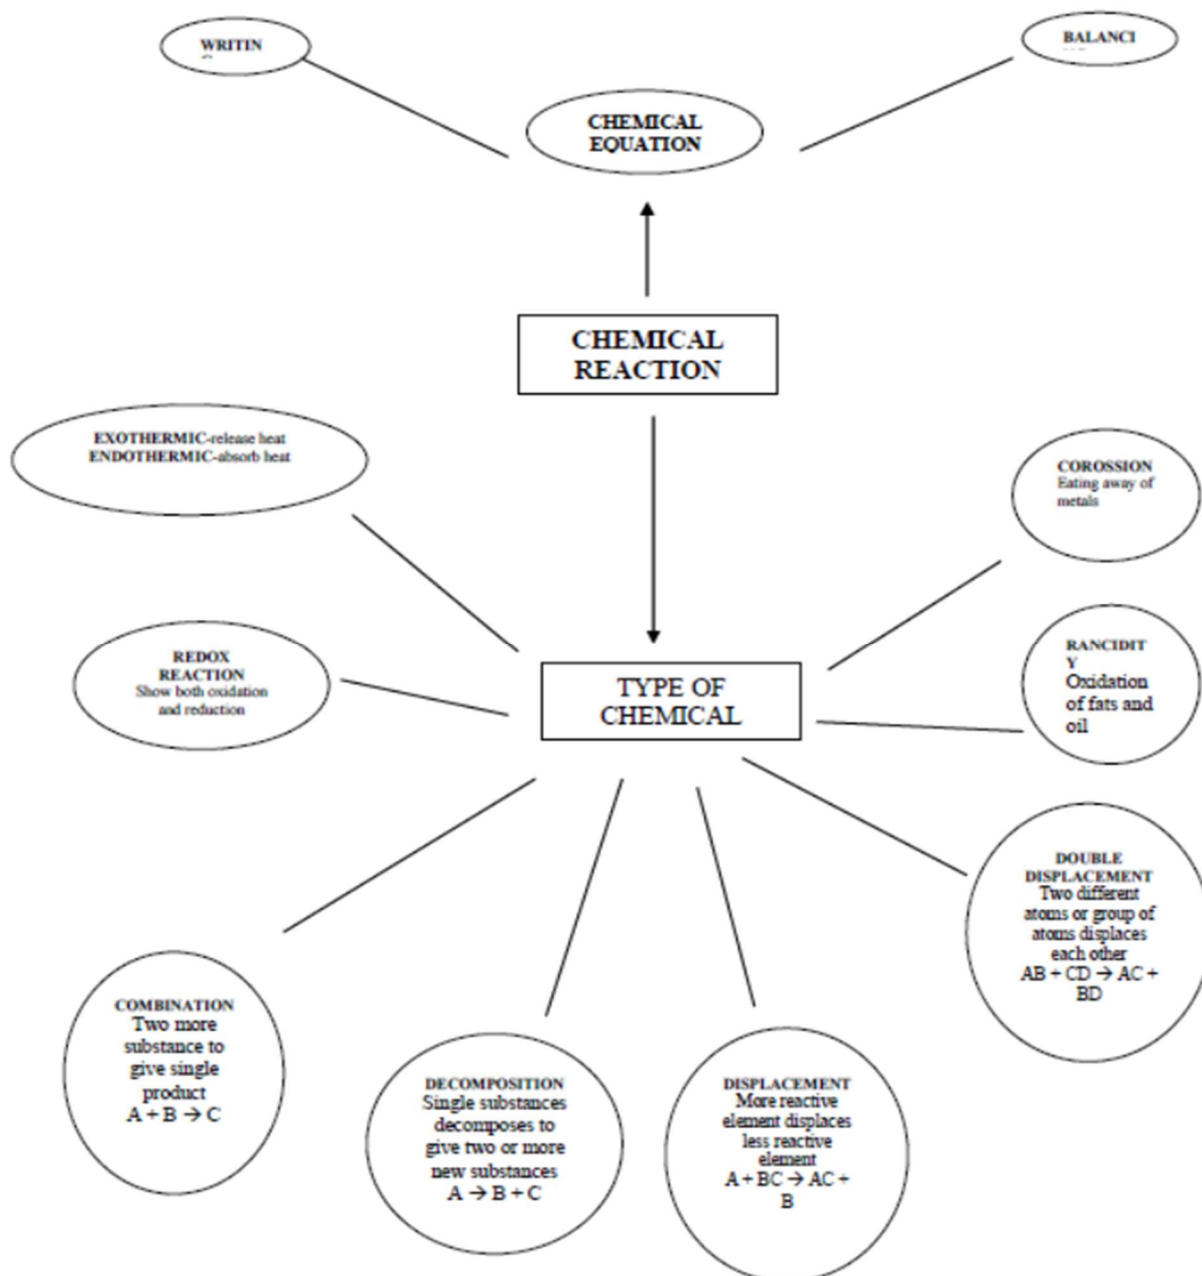 WRITIN
BALANCI
CHEMICAL
EQUATION
CHEMICAL
REACTION
EXOTHERMIC-release heat
ENDOTHERMIC-absorb heat
COROSSION
Eating away of
metals
REDOX
REACTION
Show both oxidation
and reduction
TYPE OF
CHEMICAL
RANCIDIT
Y
Oxidation
of fats and
oil
DOUBLE
DISPLACEMENT
Two different
atoms or group of
atoms displaces
each other
AB + CD → AC +
BD
COMBINATION
Two more
substance to
give single
product
A + B → C
DECOMPOSITION
Single substances
decomposes to
give two or more
new substances
A → B + C
DISPLACEMENT
More reactive
element displaces
less reactive
element
A + BC → AC +
B